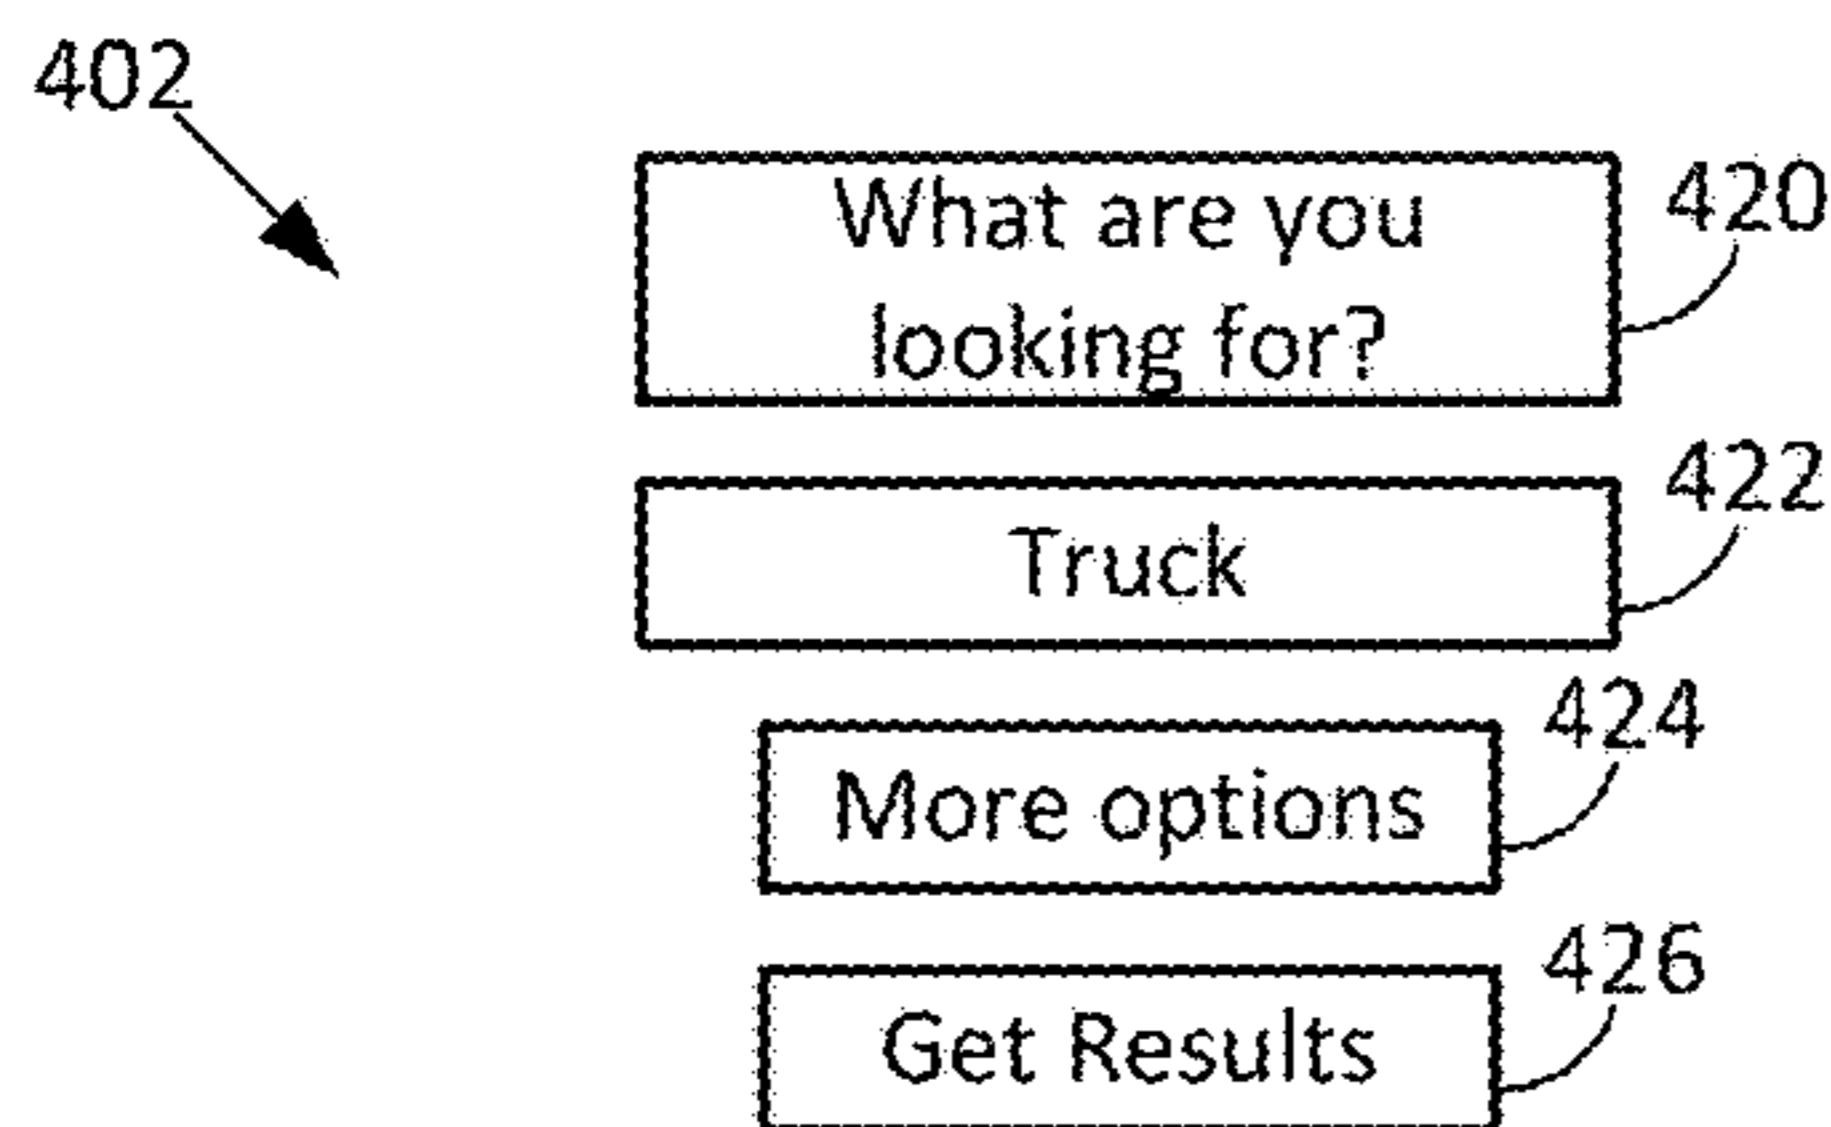 402
What are you
looking for?
420
Truck
422
More options
424
Get Results
426